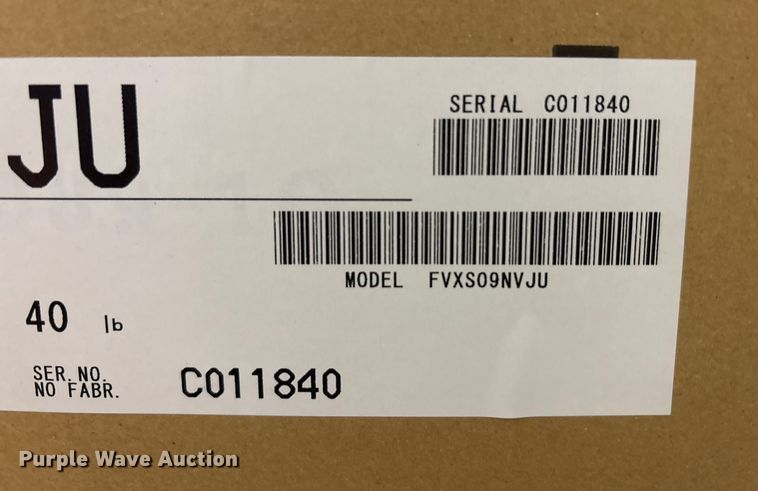 JU
SERIAL C011840
MODEL FVXS09NVJU
40 lb
SER.NO.
NO FABR. C011840
Purple Wave Auction